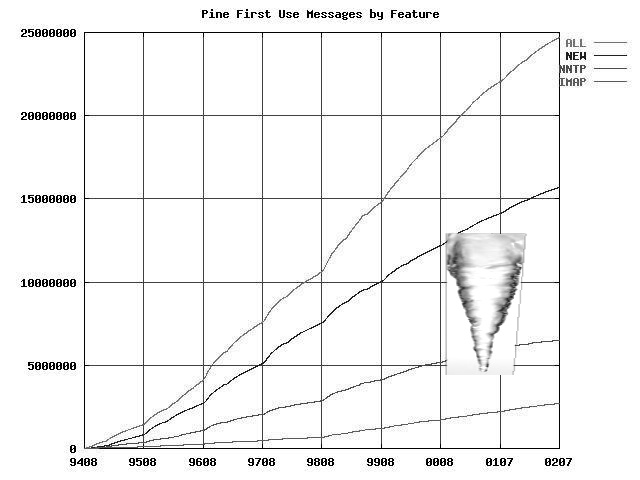 Pine First Use Messages by Feature
25000000
20000000
15000000
10000000
5000000
0
9408 9508 9608 9708 9808 9908 0008 0107 0207
ALL
NEW
NNTP
IMAP